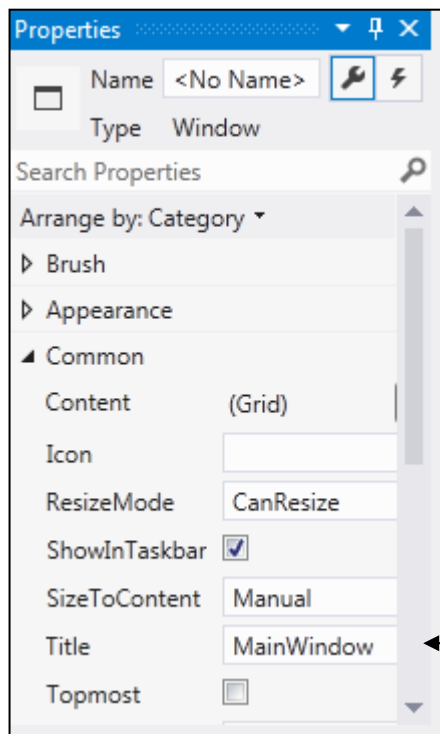 Properties
Name <No Name>
Type Window
Search Properties
Arrange by: Category
Brush
Appearance
Common
Content (Grid)
Icon
ResizeMode CanResize
ShowInTaskbar
SizeToContent Manual
Title MainWindow
Topmost